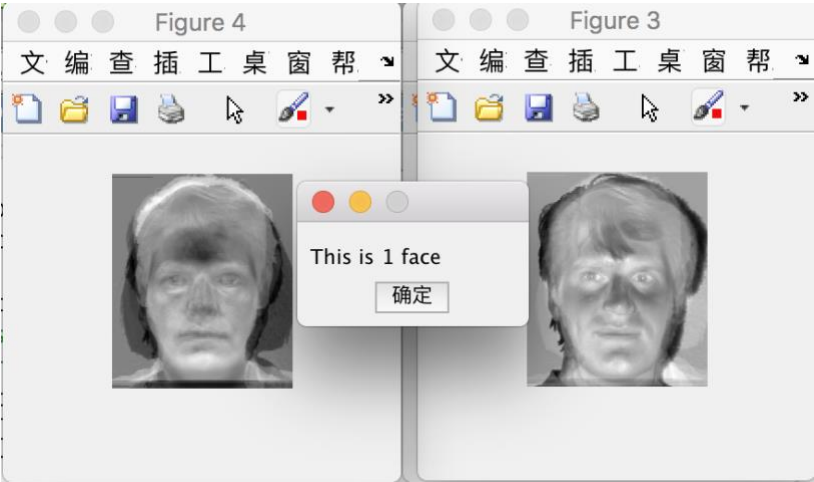 Figure 4
文 编 查 插 工 桌 窗 帮
Figure 3
文 编 查 插 工 桌 窗 帮
This is 1 face
确定